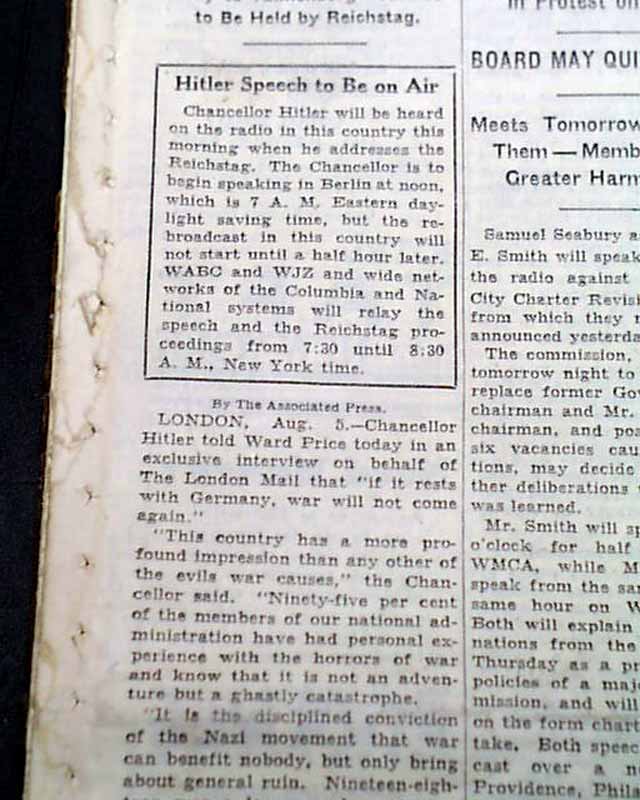 to Be Held by Reichstag.
Hitler Speech to Be on Air
Chancellor Hitler will be heard
on the radio in this country this
morning when he addresses the
Reichstag. The Chancellor is to
begin speaking in Berlin at noon,
which is 7 A. M. Eastern day-
light saving time, but the re-
broadcast in this country will
not start until a half hour later.
WABC and WJZ and wide net-
works of the Columbia and Na-
tional systems will relay the
speech and the Reichstag pro-
ceedings from 7:30 until 8:30
A. M., New York time.
By The Associated Press.
LONDON, Aug. 5.—Chancellor
Hitler told Ward Price today in an
exclusive interview on behalf of
The London Mail that "if it rests
with Germany, war will not come
again."
"This country has a more pro-
found impression than any other of
the evils war causes," the Chan-
cellor said. "Ninety-five per cent
of the members of our national ad-
ministration have had personal ex-
perience with the horrors of war
and know that it is not an adven-
ture but a ghastly catastrophe.
"It is the disciplined conviction
of the Nazi movement that war
can benefit nobody, but only bring
about general ruin. Nineteen-eigh-
in Protest
BOARD MAY QUI
Meets Tomorrow
Them — Memb
Greater Harm
Samuel Seabury a
E. Smith will speak
the radio against
City Charter Revis
from which they r
announced yesterda
The commission,
tomorrow night to
replace former Gov
chairman and Mr.
chairman, and pos
six vacancies cau
tions, may decide
ther deliberations
was learned.
Mr. Smith will sp
o'clock for half
WMCA, while M
speak from the sa
same hour on W
Both will explain
nations from the
Thursday as a pr
policies of a majo
mission, and will
on the form chart
take. Both speec
cast over a n
Providence, Phila